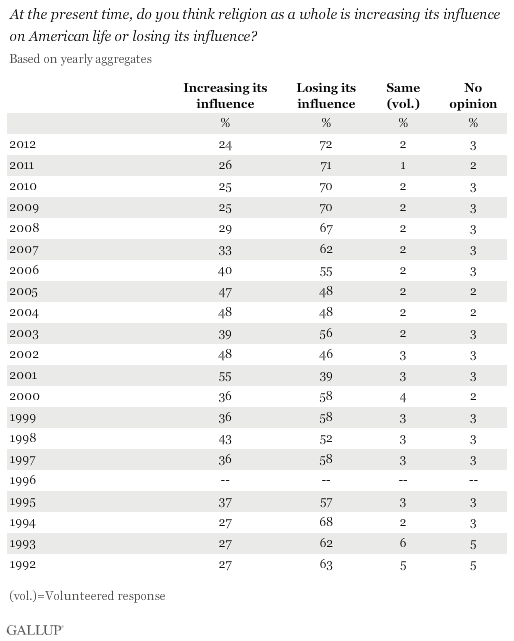 At the present time, do you think religion as a whole is increasing its influence
on American life or losing its influence?
Based on yearly aggregates
Increasing its influence Losing its influence Same (vol.) No opinion
% % % %
2012 24 72 2 3
2011 26 71 1 2
2010 25 70 2 3
2009 25 70 2 3
2008 29 67 2 3
2007 33 62 2 3
2006 40 55 2 3
2005 47 48 2 2
2004 48 48 2 2
2003 39 56 2 3
2002 48 46 3 3
2001 55 39 3 3
2000 36 58 4 2
1999 36 58 3 3
1998 43 52 3 3
1997 36 58 3 3
1996 -- -- -- --
1995 37 57 3 3
1994 27 68 2 3
1993 27 62 6 5
1992 27 63 5 5
(vol.)=Volunteered response
GALLUP